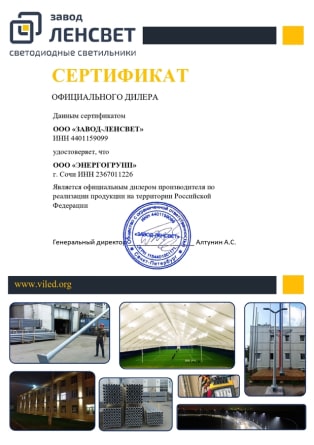 завод
ЛЕНСВЕТ
светодиодные светильники
СЕРТИФИКАТ
ОФИЦИАЛЬНОГО ДИЛЕРА
Данным сертификатом
ООО «ЗАВОД-ЛЕНСВЕТ»
ИНН 4401159099
удостоверяет, что
ООО «ЭНЕРГОГРУПП»
г. Сочи ИНН 2367011226
Является официальным дилером производителя по
реализации продукции на территории Российской
Федерации
Генеральный директор
Алтунин А.С.
ИНН 4401159099
«ЗАВОД-ЛЕНСВЕТ»
Санкт-Петербург
www.viled.org